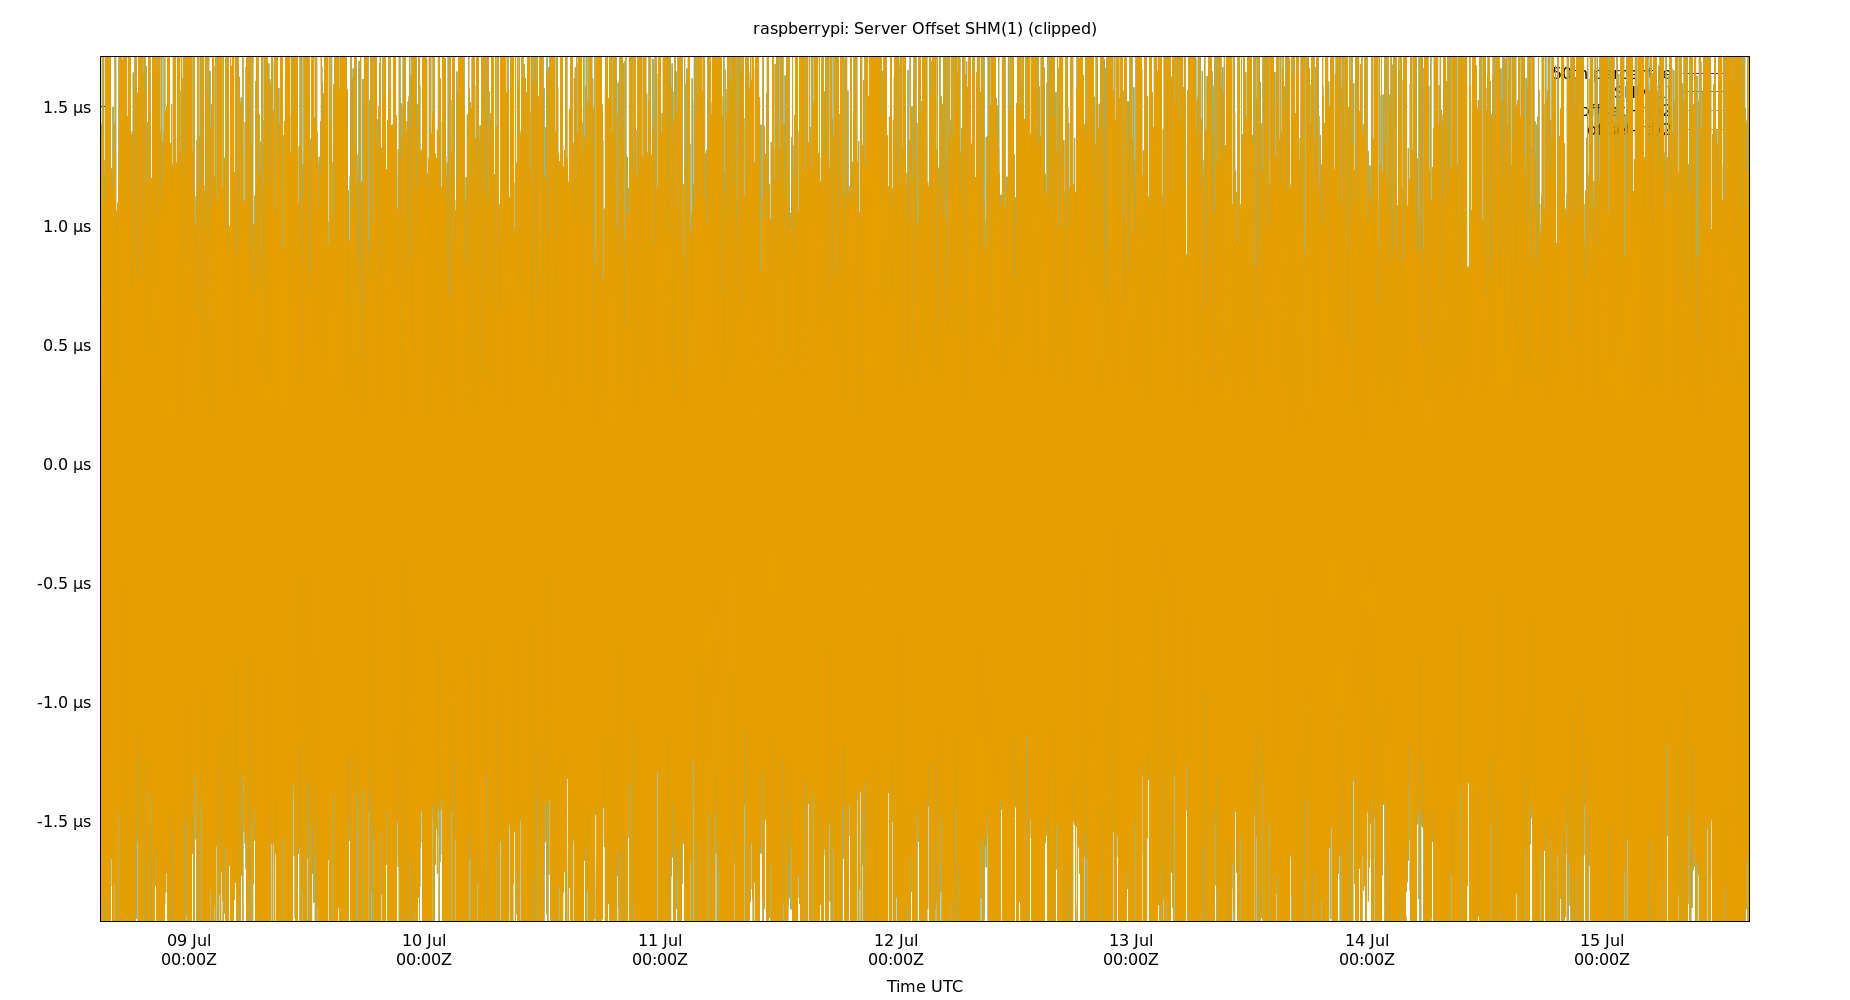 raspberrypi: Server Offset SHM(1) (clipped)
1.5 µs
1.0 µs
0.5 µs
0.0 µs
-0.5 µs
-1.0 µs
-1.5 µs
09 Jul 10 Jul 11 Jul 12 Jul 13 Jul 14 Jul 15 Jul
00:00Z 00:00Z 00:00Z 00:00Z 00:00Z 00:00Z 00:00Z
Time UTC